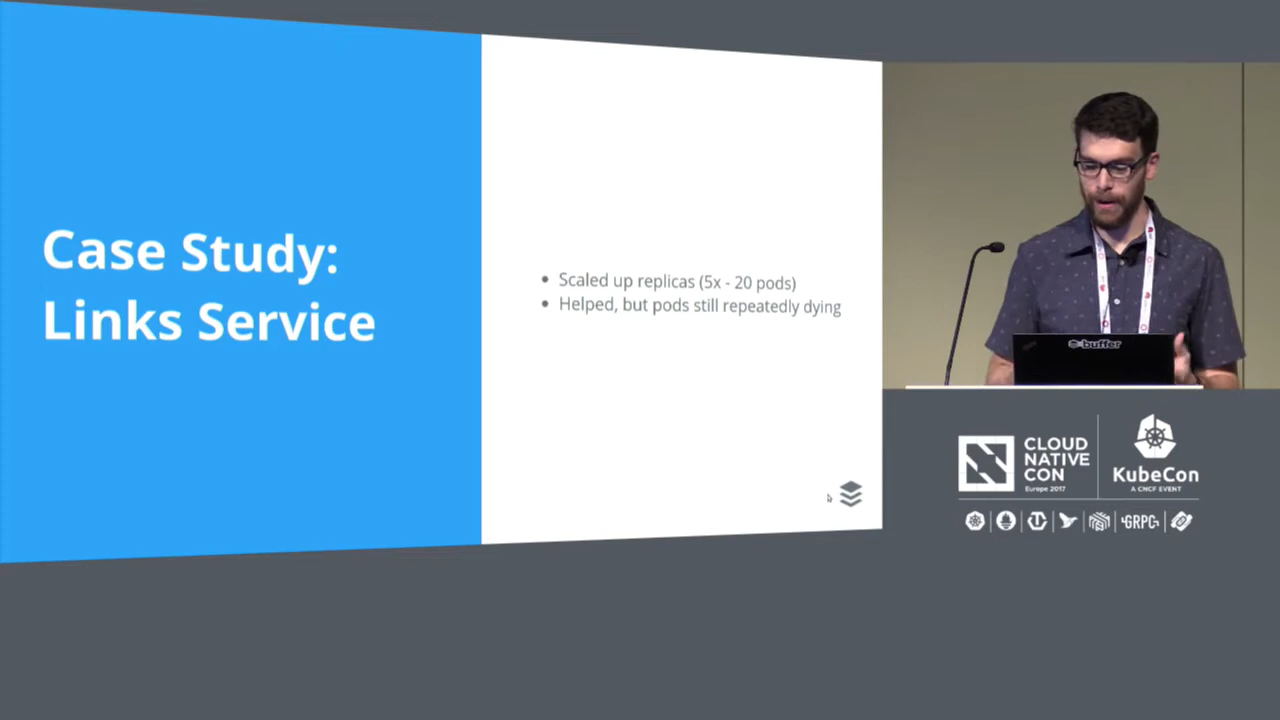 Case Study:
Links Service
• Scaled up replicas (5x - 20 pods)
• Helped, but pods still repeatedly dying
buffer
CLOUD
NATIVE
CON
Europe 2017
KubeCon
A CNCF EVENT
GRPC